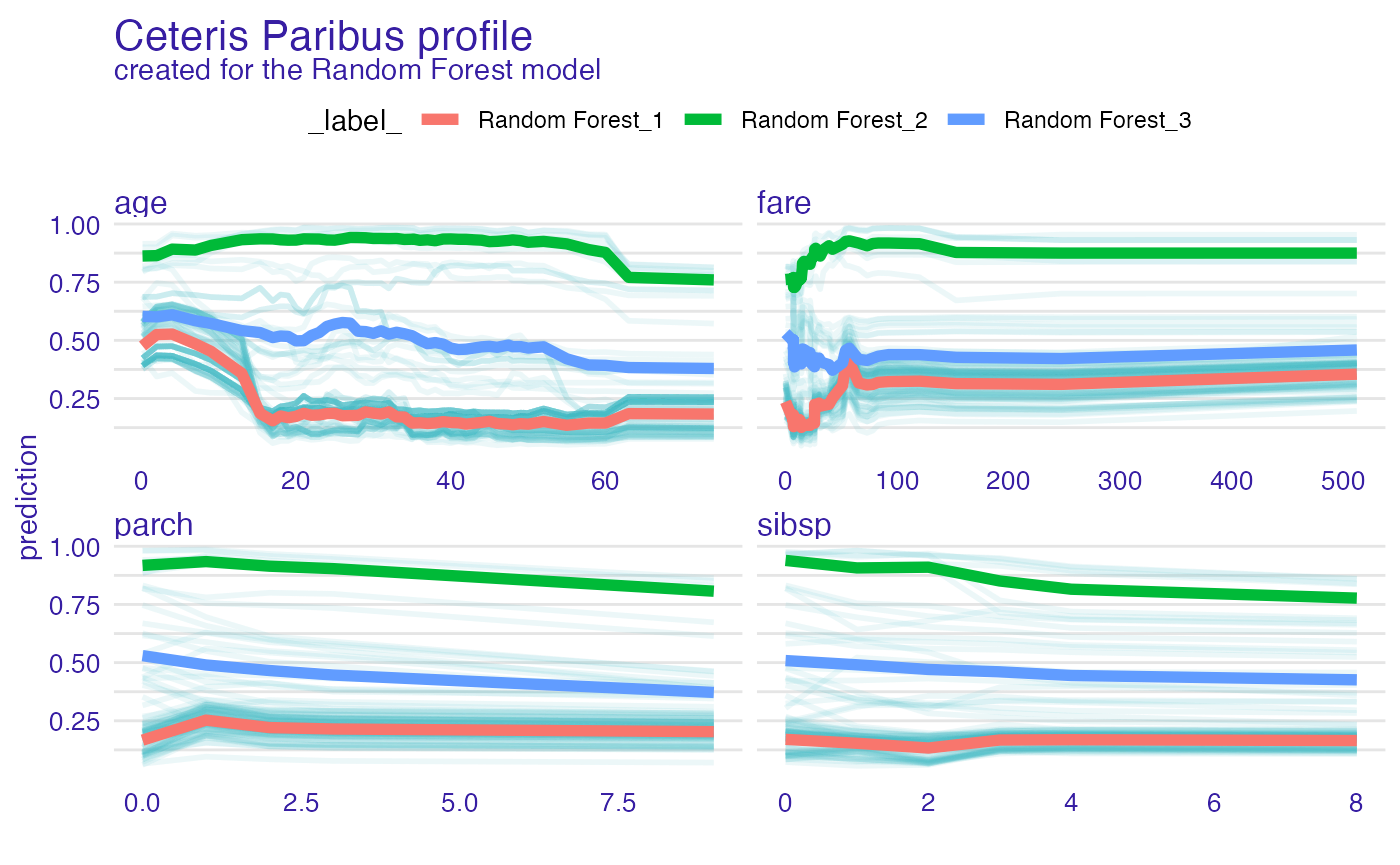 Ceteris Paribus profile
created for the Random Forest model
_label_ Random Forest_1 Random Forest_2 Random Forest_3
age fare
1.00
0.75
0.50
0.25
0 20 40 60 0 100 200 300 400 500
prediction
parch sibsp
1.00
0.75
0.50
0.25
0.0 2.5 5.0 7.5 0 2 4 6 8